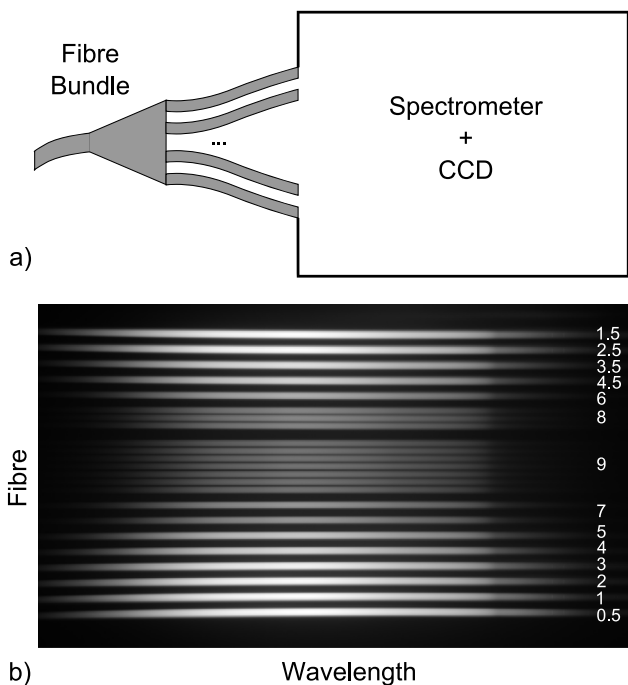 Fibre
Bundle
...
Spectrometer
+
CCD
a)
1.5
2.5
3.5
4.5
6
8
9
7
5
4
3
2
1
0.5
Fibre
b)
Wavelength